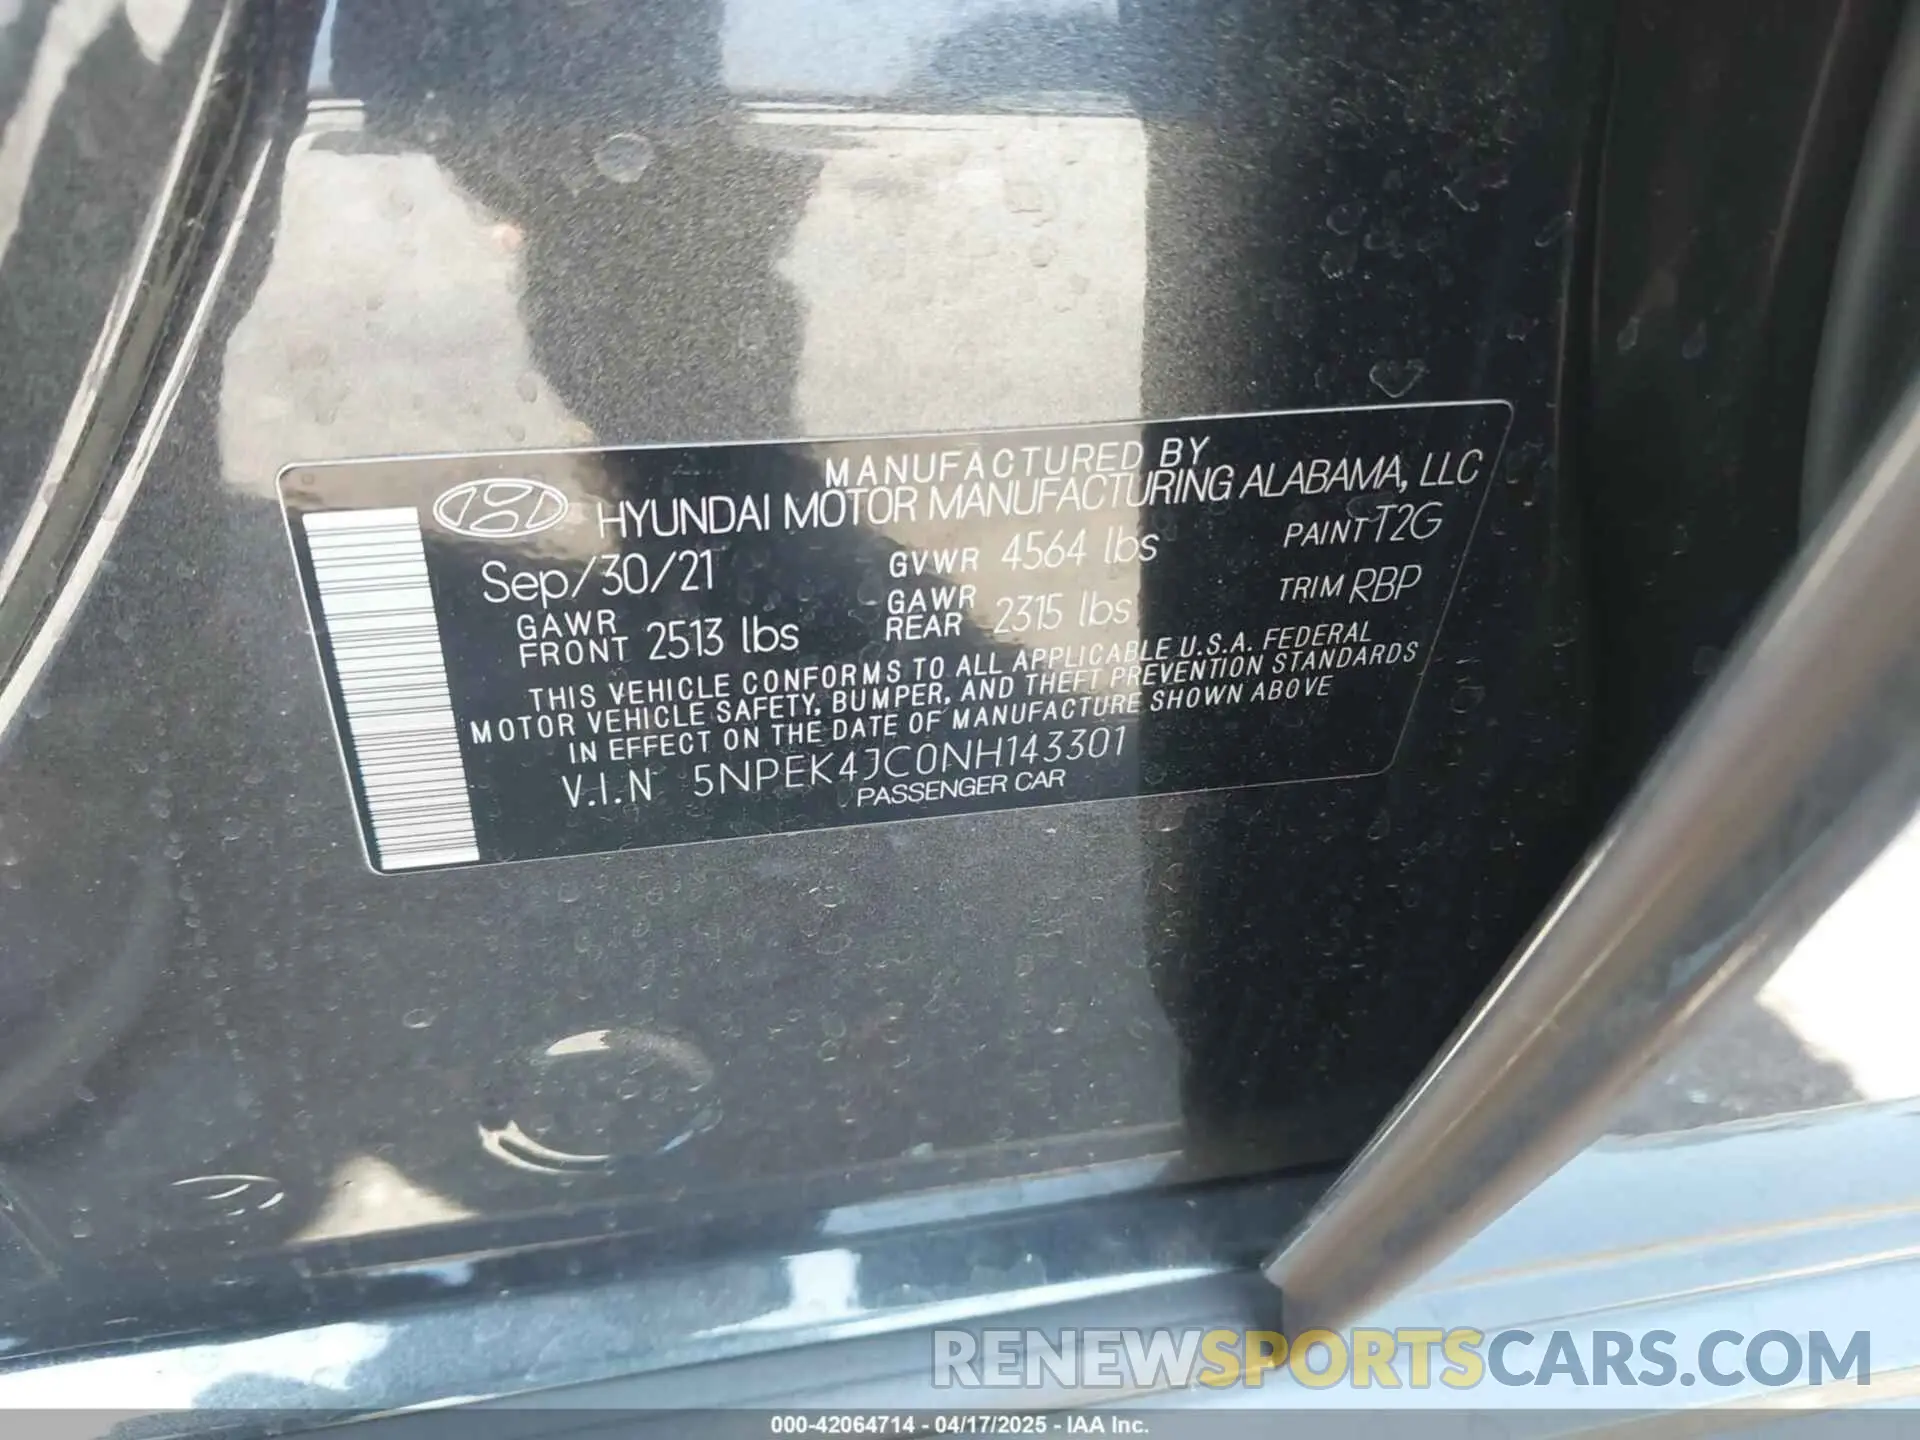 MANUFACTURED BY
HYUNDAI MOTOR MANUFACTURING ALABAMA, LLC
Sep/30/21 GVWR 4564 lbs PAINT T2G
GAWR FRONT 2513 lbs GAWR REAR 2315 lbs TRIM RBP
THIS VEHICLE CONFORMS TO ALL APPLICABLE U.S.A. FEDERAL
MOTOR VEHICLE SAFETY, BUMPER, AND THEFT PREVENTION STANDARDS
IN EFFECT ON THE DATE OF MANUFACTURE SHOWN ABOVE
V.I.N 5NPEK4JC0NH143301
PASSENGER CAR
RENEWSPORTSCARS.COM
000-42064714 - 04/17/2025 - IAA Inc.